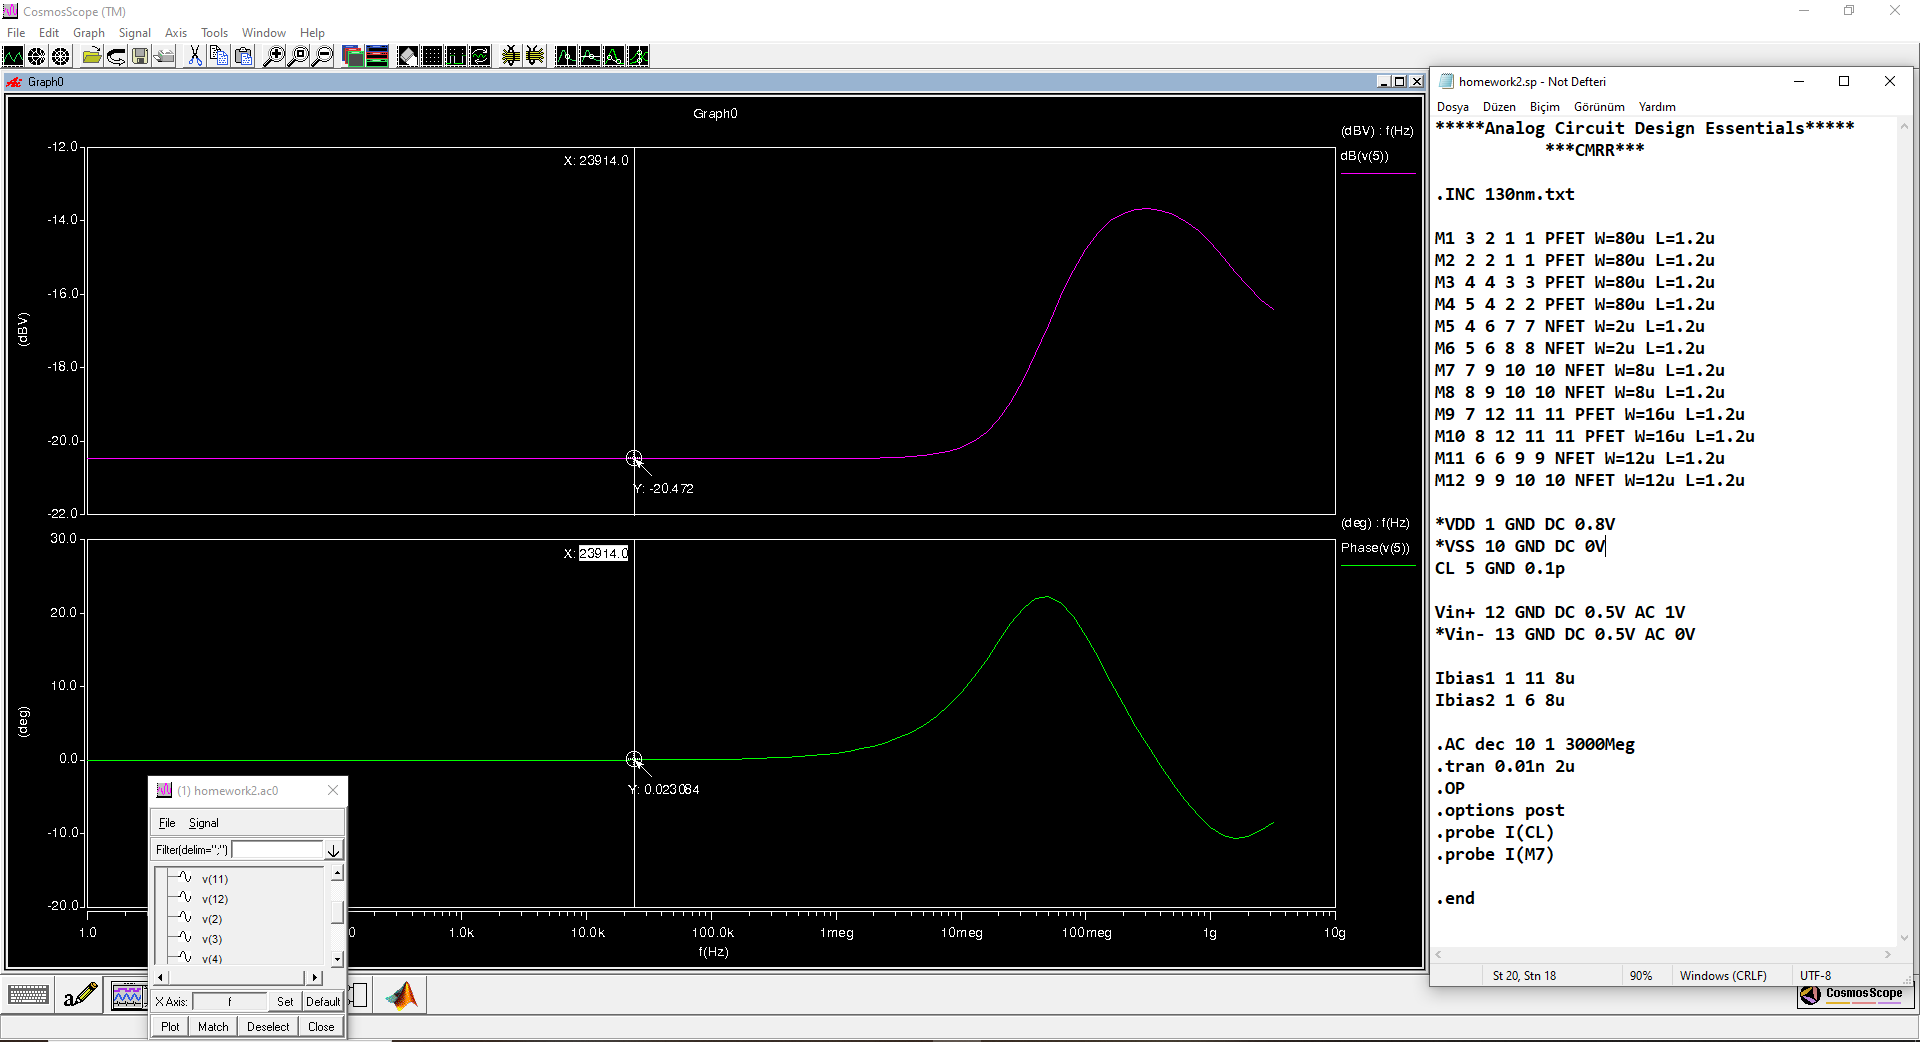 CosmosScope (TM)
File Edit Graph Signal Axis Tools Window Help
Graph0
Graph0
(dBV) : f(Hz)
dB(v(5))
X: 23914.0
-12.0
-14.0
-16.0
(dBV)
-18.0
-20.0
Y: -20.472
-22.0
(deg) : f(Hz)
Phase(v(5))
30.0
X: 23914.0
20.0
10.0
(deg)
0.0
Y: 0.023084
-10.0
-20.0
1.0 0 1.0k 10.0k 100.0k 1meg 10meg 100meg 1g 10g
f(Hz)
(1) homework2.ac0
File Signal
Filter(delim=";")
v(11)
v(12)
v(2)
v(3)
v(4)
X Axis: f Set Default
Plot Match Deselect Close
a
homework2.sp - Not Defteri
Dosya Düzen Biçim Görünüm Yardım
*****Analog Circuit Design Essentials*****
***CMRR***
.INC 130nm.txt
M1 3 2 1 1 PFET W=80u L=1.2u
M2 2 2 1 1 PFET W=80u L=1.2u
M3 4 4 3 3 PFET W=80u L=1.2u
M4 5 4 2 2 PFET W=80u L=1.2u
M5 4 6 7 7 NFET W=2u L=1.2u
M6 5 6 8 8 NFET W=2u L=1.2u
M7 7 9 10 10 NFET W=8u L=1.2u
M8 8 9 10 10 NFET W=8u L=1.2u
M9 7 12 11 11 PFET W=16u L=1.2u
M10 8 12 11 11 PFET W=16u L=1.2u
M11 6 6 9 9 NFET W=12u L=1.2u
M12 9 9 10 10 NFET W=12u L=1.2u
*VDD 1 GND DC 0.8V
*VSS 10 GND DC 0V
CL 5 GND 0.1p
Vin+ 12 GND DC 0.5V AC 1V
*Vin- 13 GND DC 0.5V AC 0V
Ibias1 1 11 8u
Ibias2 1 6 8u
.AC dec 10 1 3000Meg
.tran 0.01n 2u
.OP
.options post
.probe I(CL)
.probe I(M7)
.end
St 20, Stn 18 90% Windows (CRLF) UTF-8
CosmosScope